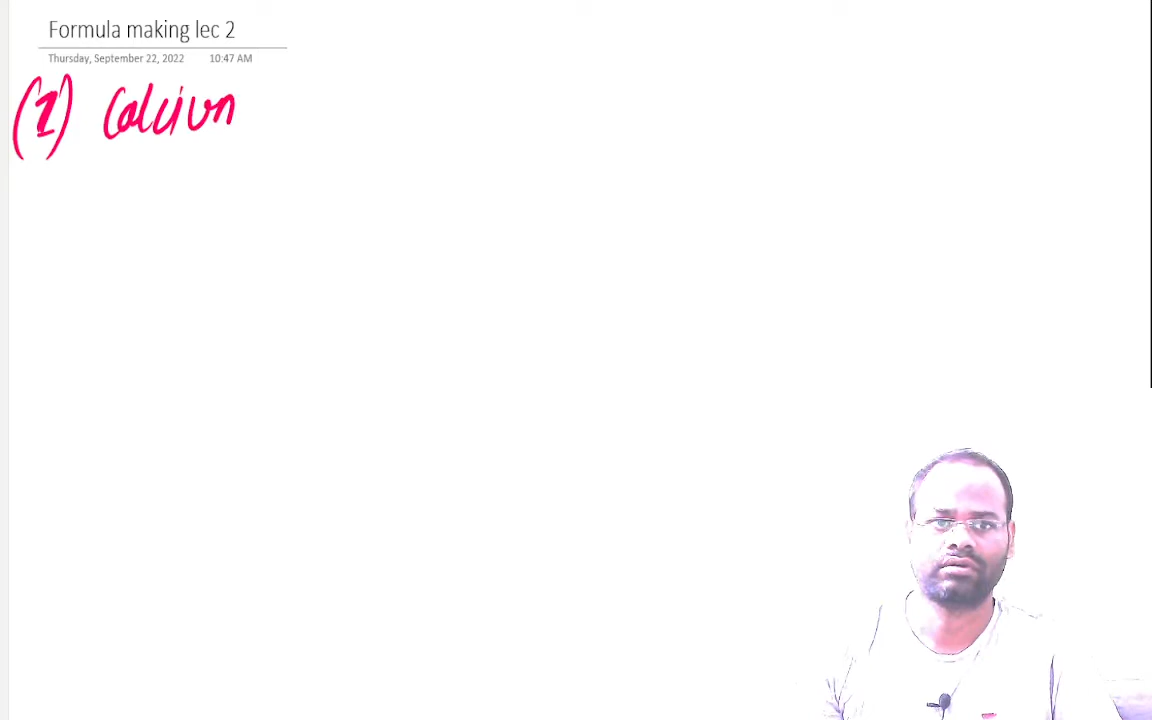 Formula making lec 2
Thursday, September 22, 2022 10:47 AM
(1) Calcium